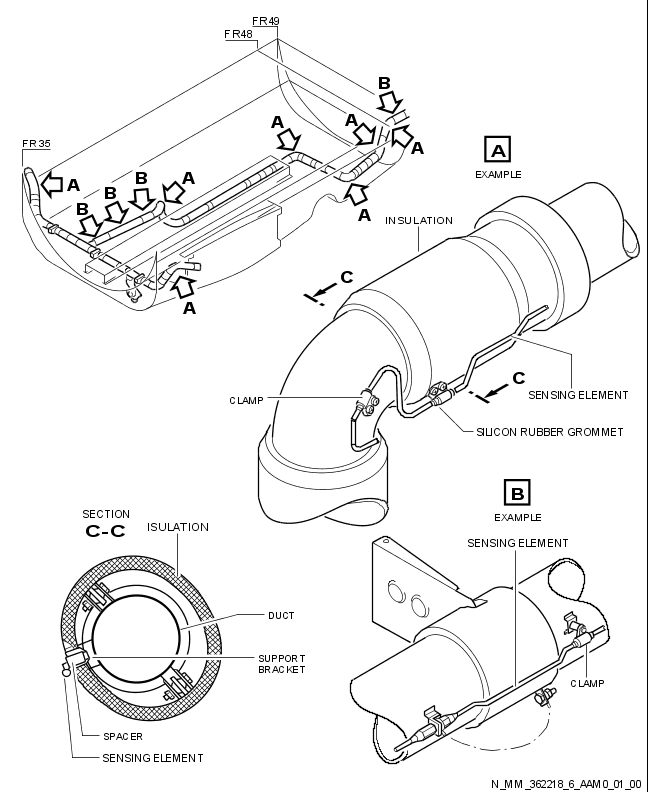 FR49
FR48
B
A
A
A
FR35
A
B
B
B
A
A
A
A
EXAMPLE
INSULATION
C
C
CLAMP
SENSING ELEMENT
SILICON RUBBER GROMMET
SECTION
C-C
ISULATION
DUCT
SUPPORT
BRACKET
SPACER
SENSING ELEMENT
B
EXAMPLE
SENSING ELEMENT
CLAMP
N_MM_362218_6_AAM0_01_00